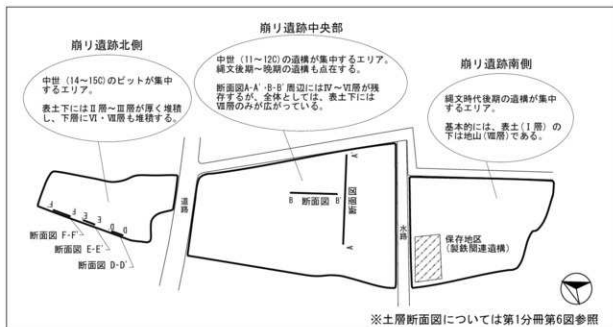 崩り遺跡北側
中世(14～15C)のピットが集中
するエリア。
表土下にはⅡ層～Ⅲ層が厚く堆積
し、下層にⅥ・Ⅶ層も堆積する。
崩り遺跡中央部
中世(11～12C)の遺構が集中するエリア。
縄文後期～晩期の遺構も点在する。
断面図A-A'・B-B'周辺にはⅣ～Ⅵ層が残
存するが、全体としては、表土下には
Ⅷ層のみが広がっている。
崩り遺跡南側
縄文時代後期の遺構が集中す
るエリア。
基本的には、表土(Ⅰ層)の
下は地山(Ⅷ層)である。
F' F E' E D' D
断面図 F-F'
断面図 E-E'
断面図 D-D'
道路
B 断面図 B'
A 断面図 A'
水路
保存地区
(製鉄関連遺構)
※土層断面図については第1分冊第6図参照